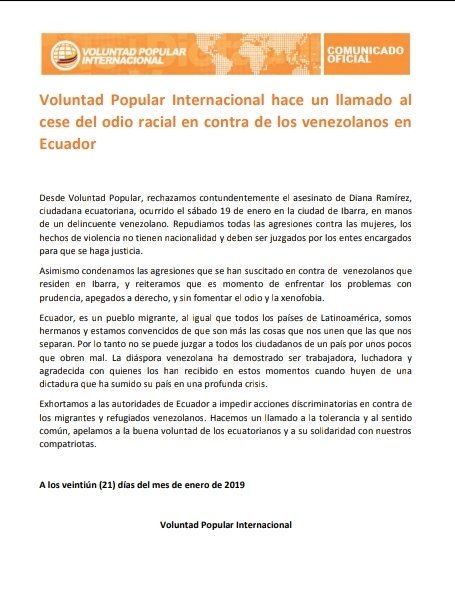 VOLUNTAD POPULAR
INTERNACIONAL
COMUNICADO
OFICIAL
Voluntad Popular Internacional hace un llamado al
cese del odio racial en contra de los venezolanos en
Ecuador
Desde Voluntad Popular, rechazamos contundentemente el asesinato de Diana Ramírez,
ciudadana ecuatoriana, ocurrido el sábado 19 de enero en la ciudad de Ibarra, en manos
de un delincuente venezolano. Repudiamos todas las agresiones contra las mujeres, los
hechos de violencia no tienen nacionalidad y deben ser juzgados por los entes encargados
para que se haga justicia.
Asimismo condenamos las agresiones que se han suscitado en contra de venezolanos que
residen en Ibarra, y reiteramos que es momento de enfrentar los problemas con
prudencia, apegados a derecho, y sin fomentar el odio y la xenofobia.
Ecuador, es un pueblo migrante, al igual que todos los países de Latinoamérica, somos
hermanos y estamos convencidos de que son más las cosas que nos unen que las que nos
separan. Por lo tanto no se puede juzgar a todos los ciudadanos de un país por unos pocos
que obren mal. La diáspora venezolana ha demostrado ser trabajadora, luchadora y
agradecida con quienes los han recibido en estos momentos cuando huyen de una
dictadura que ha sumido su país en una profunda crisis.
Exhortamos a las autoridades de Ecuador a impedir acciones discriminatorias en contra de
los migrantes y refugiados venezolanos. Hacemos un llamado a la tolerancia y al sentido
común, apelamos a la buena voluntad de los ecuatorianos y a su solidaridad con nuestros
compatriotas.
A los veintiún (21) días del mes de enero de 2019
Voluntad Popular Internacional